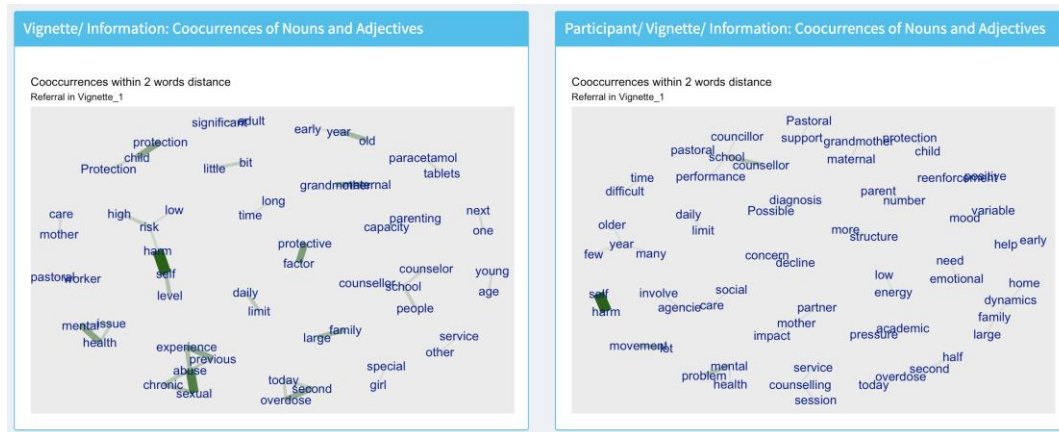 Vignette/ Information: Coocurrences of Nouns and Adjectives
Cooccurrences within 2 words distance
Referral in Vignette_1
significant adult
early year old
protection
child
Protection
little bit
paracetamol
tablets
grandmother maternal
long
time
high low
risk
care
mother
parenting
capacity
next
one
protective
factor
harm
self
level
pastoral worker
counsellor counselor
school
people
young
age
daily
limit
mental issue
health
large family
service
other
experience
previous
abuse
chronic
sexual
today
second
overdose
special
girl
Participant/ Vignette/ Information: Coocurrences of Nouns and Adjectives
Cooccurrences within 2 words distance
Referral in Vignette_1
Pastoral
support
councillor
grandmother protection
pastoral
school
counsellor
maternal
child
performance
time
difficult
reenforcement positive
parent
number
diagnosis
Possible
older
daily
limit
mood
variable
year
few many
more
structure
help early
concern
decline
need
emotional
low
energy
self
harm
involve
agencie
social
care
home
dynamics
family
large
partner
mother
impact
academic
pressure
movement lot
half
second
overdose
today
mental
problem
health
service
counselling
session